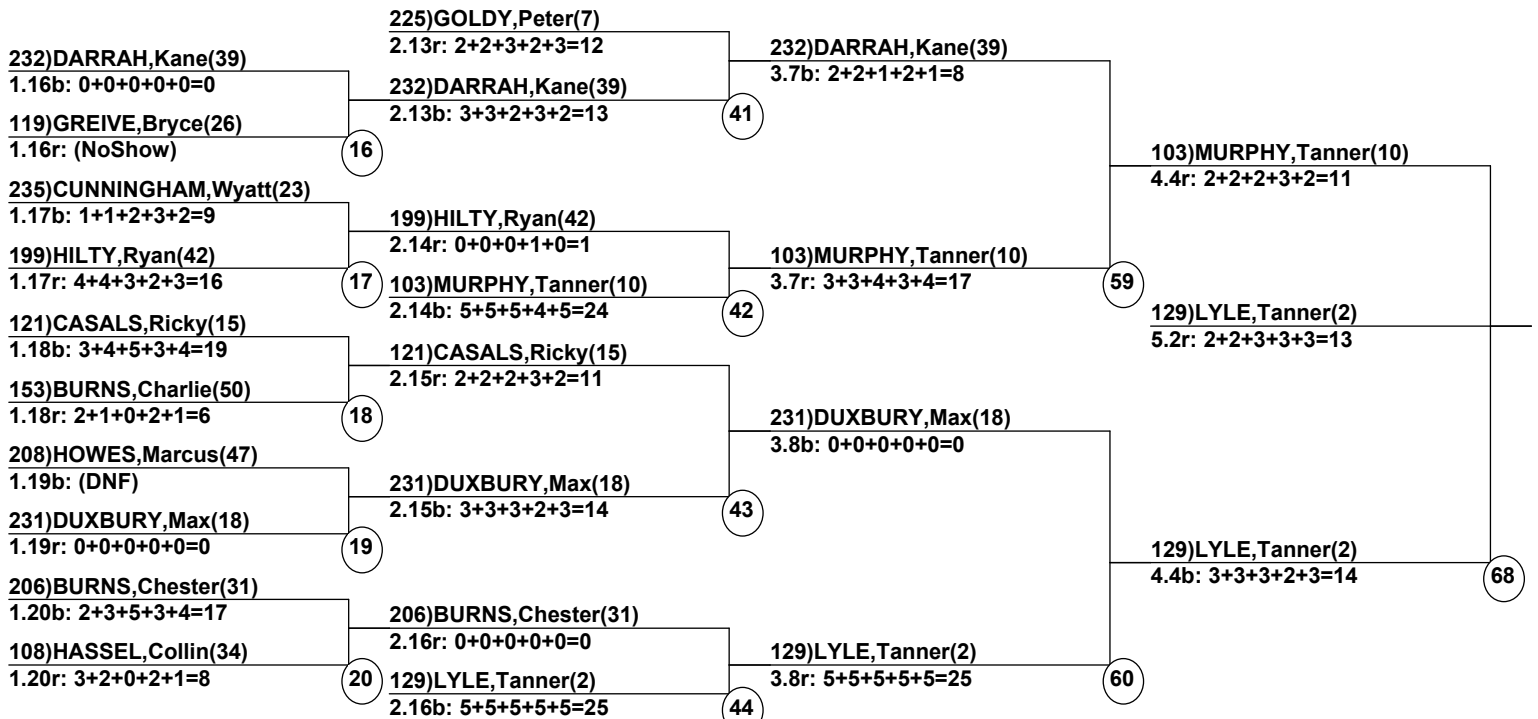 232)DARRAH,Kane(39)
1.16b: 0+0+0+0+0=0
119)GREIVE,Bryce(26)
1.16r: (NoShow)
16
235)CUNNINGHAM,Wyatt(23)
1.17b: 1+1+2+3+2=9
199)HILTY,Ryan(42)
1.17r: 4+4+3+2+3=16
17
121)CASALS,Ricky(15)
1.18b: 3+4+5+3+4=19
153)BURNS,Charlie(50)
1.18r: 2+1+0+2+1=6
18
208)HOWES,Marcus(47)
1.19b: (DNF)
231)DUXBURY,Max(18)
1.19r: 0+0+0+0+0=0
19
206)BURNS,Chester(31)
1.20b: 2+3+5+3+4=17
108)HASSEL,Collin(34)
1.20r: 3+2+0+2+1=8
20
225)GOLDY,Peter(7)
2.13r: 2+2+3+2+3=12
232)DARRAH,Kane(39)
2.13b: 3+3+2+3+2=13
41
199)HILTY,Ryan(42)
2.14r: 0+0+0+1+0=1
103)MURPHY,Tanner(10)
2.14b: 5+5+5+4+5=24
42
121)CASALS,Ricky(15)
2.15r: 2+2+2+3+2=11
231)DUXBURY,Max(18)
2.15b: 3+3+3+2+3=14
43
206)BURNS,Chester(31)
2.16r: 0+0+0+0+0=0
129)LYLE,Tanner(2)
2.16b: 5+5+5+5+5=25
44
232)DARRAH,Kane(39)
3.7b: 2+2+1+2+1=8
103)MURPHY,Tanner(10)
3.7r: 3+3+4+3+4=17
59
231)DUXBURY,Max(18)
3.8b: 0+0+0+0+0=0
129)LYLE,Tanner(2)
3.8r: 5+5+5+5+5=25
60
103)MURPHY,Tanner(10)
4.4r: 2+2+2+3+2=11
129)LYLE,Tanner(2)
5.2r: 2+2+3+3+3=13
129)LYLE,Tanner(2)
4.4b: 3+3+3+2+3=14
68